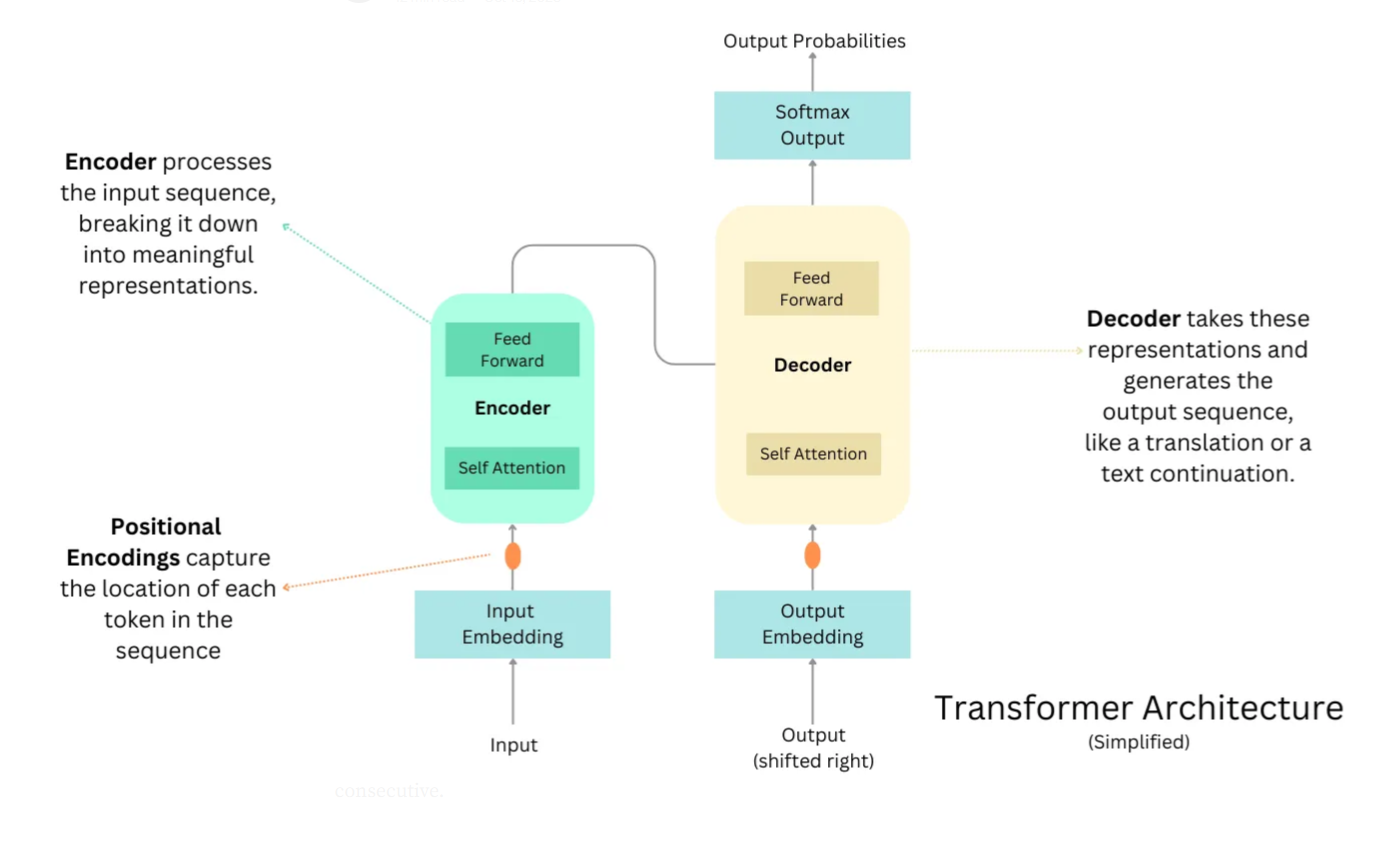 Output Probabilities
Softmax
Output
Encoder processes
the input sequence,
breaking it down
into meaningful
representations.
Feed
Forward
Decoder
Self Attention
Feed
Forward
Encoder
Self Attention
Decoder takes these
representations and
generates the
output sequence,
like a translation or a
text continuation.
Positional
Encodings capture
the location of each
token in the
sequence
Input
Embedding
Output
Embedding
Input
Output
(shifted right)
Transformer Architecture
(Simplified)
consecutive.